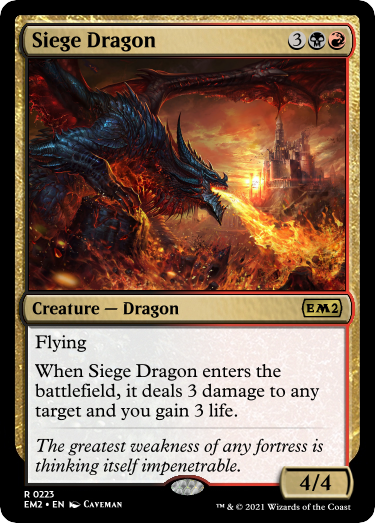 Siege Dragon 3
Creature — Dragon EM2
Flying
When Siege Dragon enters the
battlefield, it deals 3 damage to any
target and you gain 3 life.
The greatest weakness of any fortress is
thinking itself impenetrable.
4/4
R 0223
EM2 • EN CAVEMAN
™ & © 2021 Wizards of the Coast